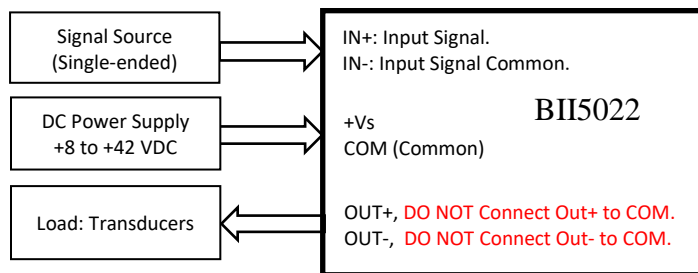 Signal Source
(Single-ended)
IN+: Input Signal.
IN-: Input Signal Common.
BII5022
DC Power Supply
+8 to +42 VDC
+Vs
COM (Common)
Load: Transducers
OUT+, DO NOT Connect Out+ to COM.
OUT-, DO NOT Connect Out- to COM.